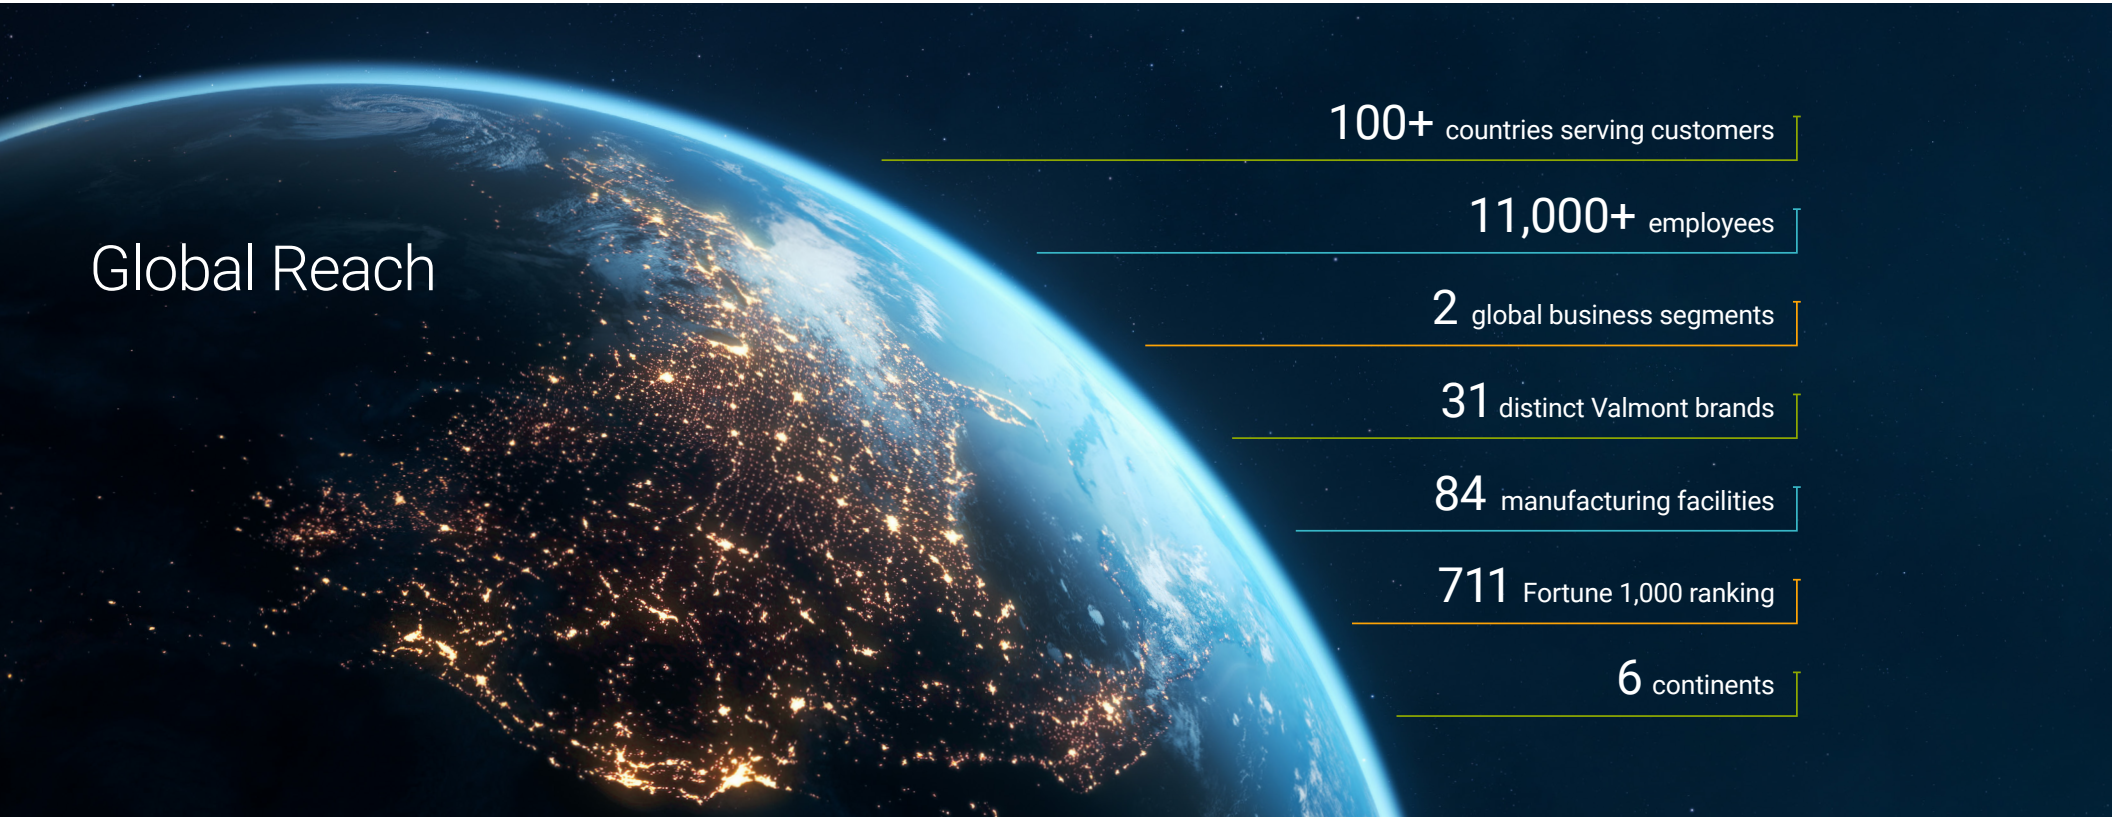 Global Reach
100+ countries serving customers
11,000+ employees
2 global business segments
31 distinct Valmont brands
84 manufacturing facilities
711 Fortune 1,000 ranking
6 continents